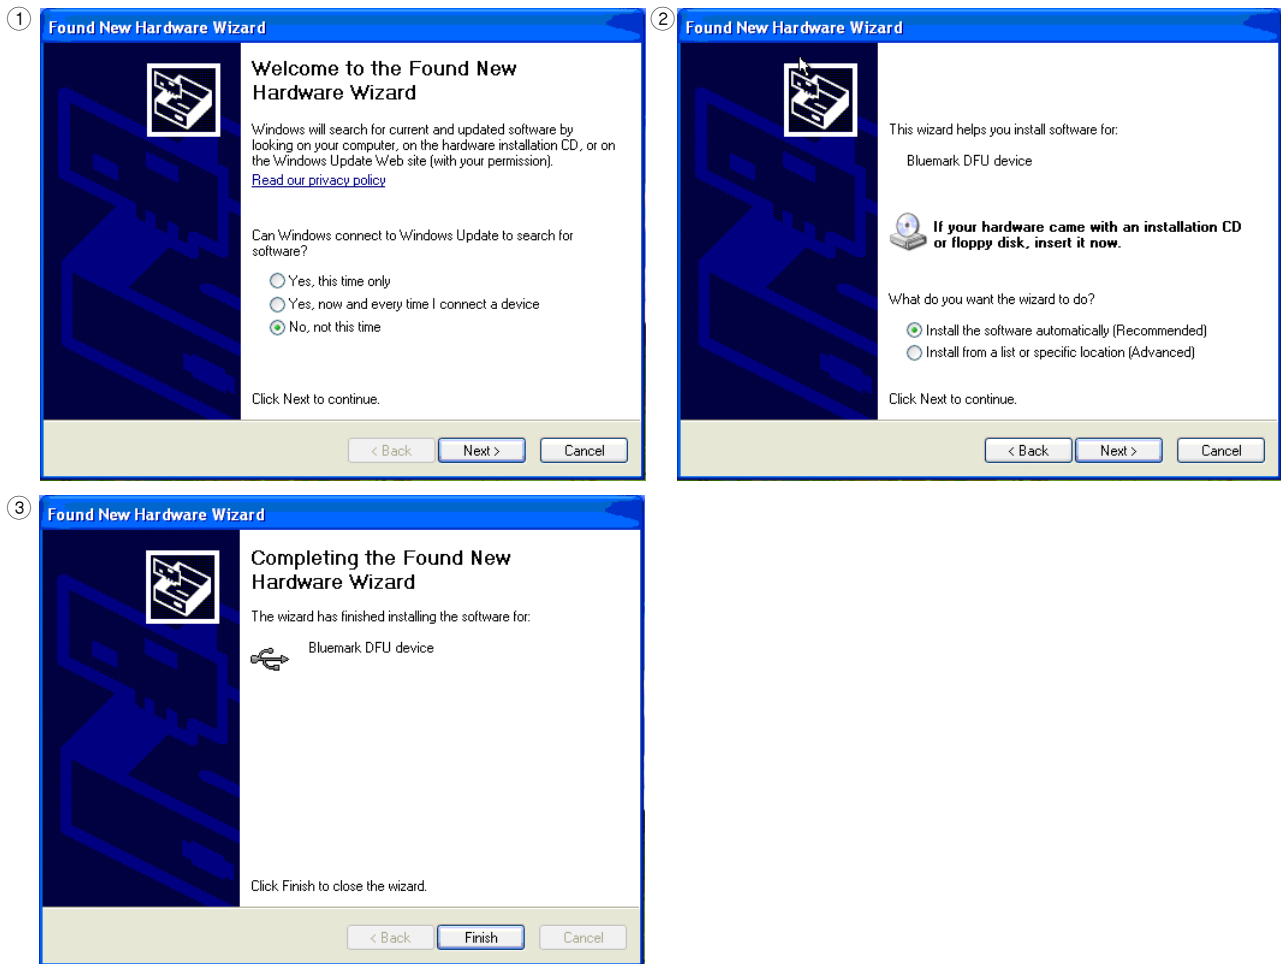 1
Found New Hardware Wizard
Welcome to the Found New
Hardware Wizard
Windows will search for current and updated software by
looking on your computer, on the hardware installation CD, or on
the Windows Update Web site (with your permission).
Read our privacy policy
Can Windows connect to Windows Update to search for
software?
Yes, this time only
Yes, now and every time I connect a device
No, not this time
Click Next to continue.
< Back Next > Cancel
2
Found New Hardware Wizard
This wizard helps you install software for:
Bluemark DFU device
If your hardware came with an installation CD
or floppy disk, insert it now.
What do you want the wizard to do?
Install the software automatically (Recommended)
Install from a list or specific location (Advanced)
Click Next to continue.
< Back Next > Cancel
3
Found New Hardware Wizard
Completing the Found New
Hardware Wizard
The wizard has finished installing the software for:
Bluemark DFU device
Click Finish to close the wizard.
< Back Finish Cancel